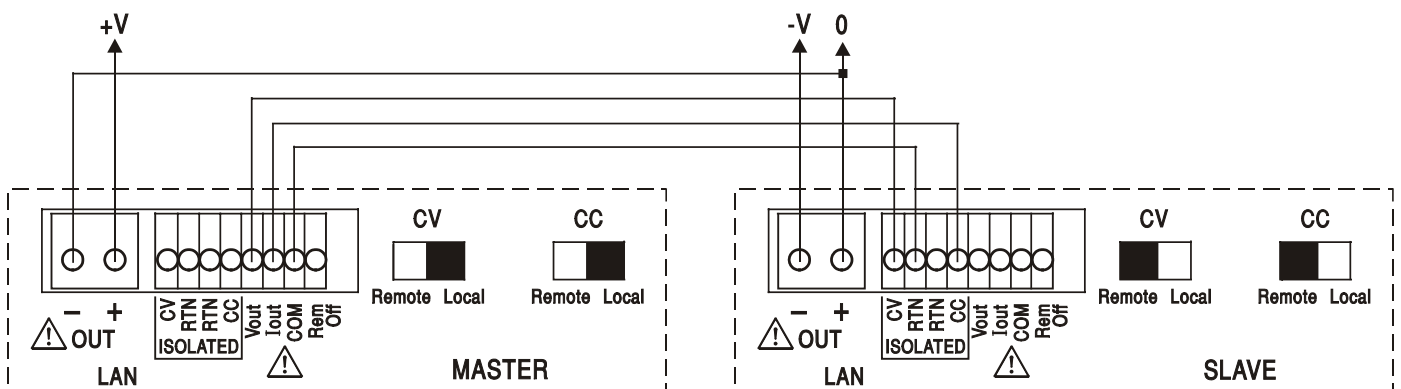 +V
-V 0
CV CC
CV CC
Remote Local Remote Local
Remote Local Remote Local
- +
CV RTN RTN CC Vout Iout COM Rem Off
- +
CV RTN RTN CC Vout Iout COM Rem Off
OUT
ISOLATED
OUT
ISOLATED
LAN
MASTER
LAN
SLAVE